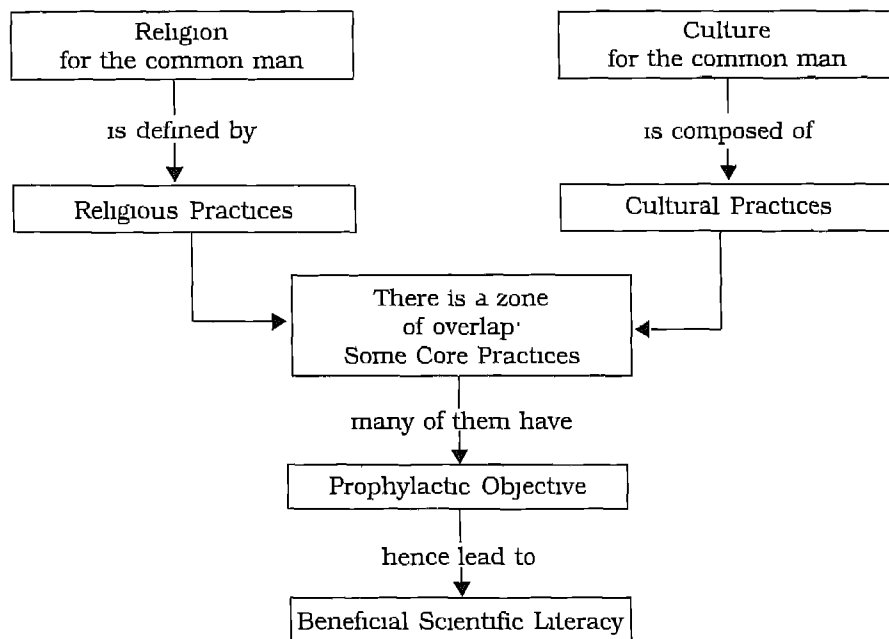 Religion
for the common man
Culture
for the common man
is defined by
is composed of
Religious Practices
Cultural Practices
There is a zone
of overlap:
Some Core Practices
many of them have
Prophylactic Objective
hence lead to
Beneficial Scientific Literacy